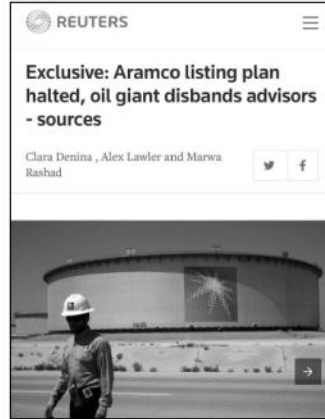 REUTERS
Exclusive: Aramco listing plan
halted, oil giant disbands advisors
- sources
Clara Denina , Alex Lawler and Marwa
Rashad